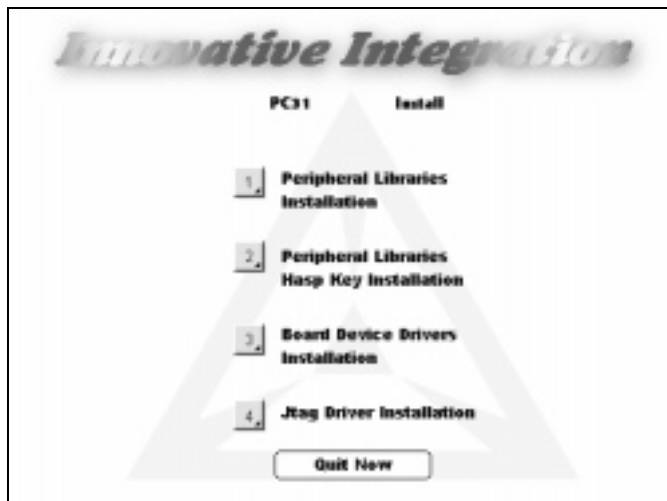 Innovative Integration
PC31 Install
1 Peripheral Libraries
Installation
2 Peripheral Libraries
Hasp Key Installation
3 Board Device Drivers
Installation
4 Jtag Driver Installation
Quit Now